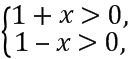 1 + x > 0,
1 − x > 0,